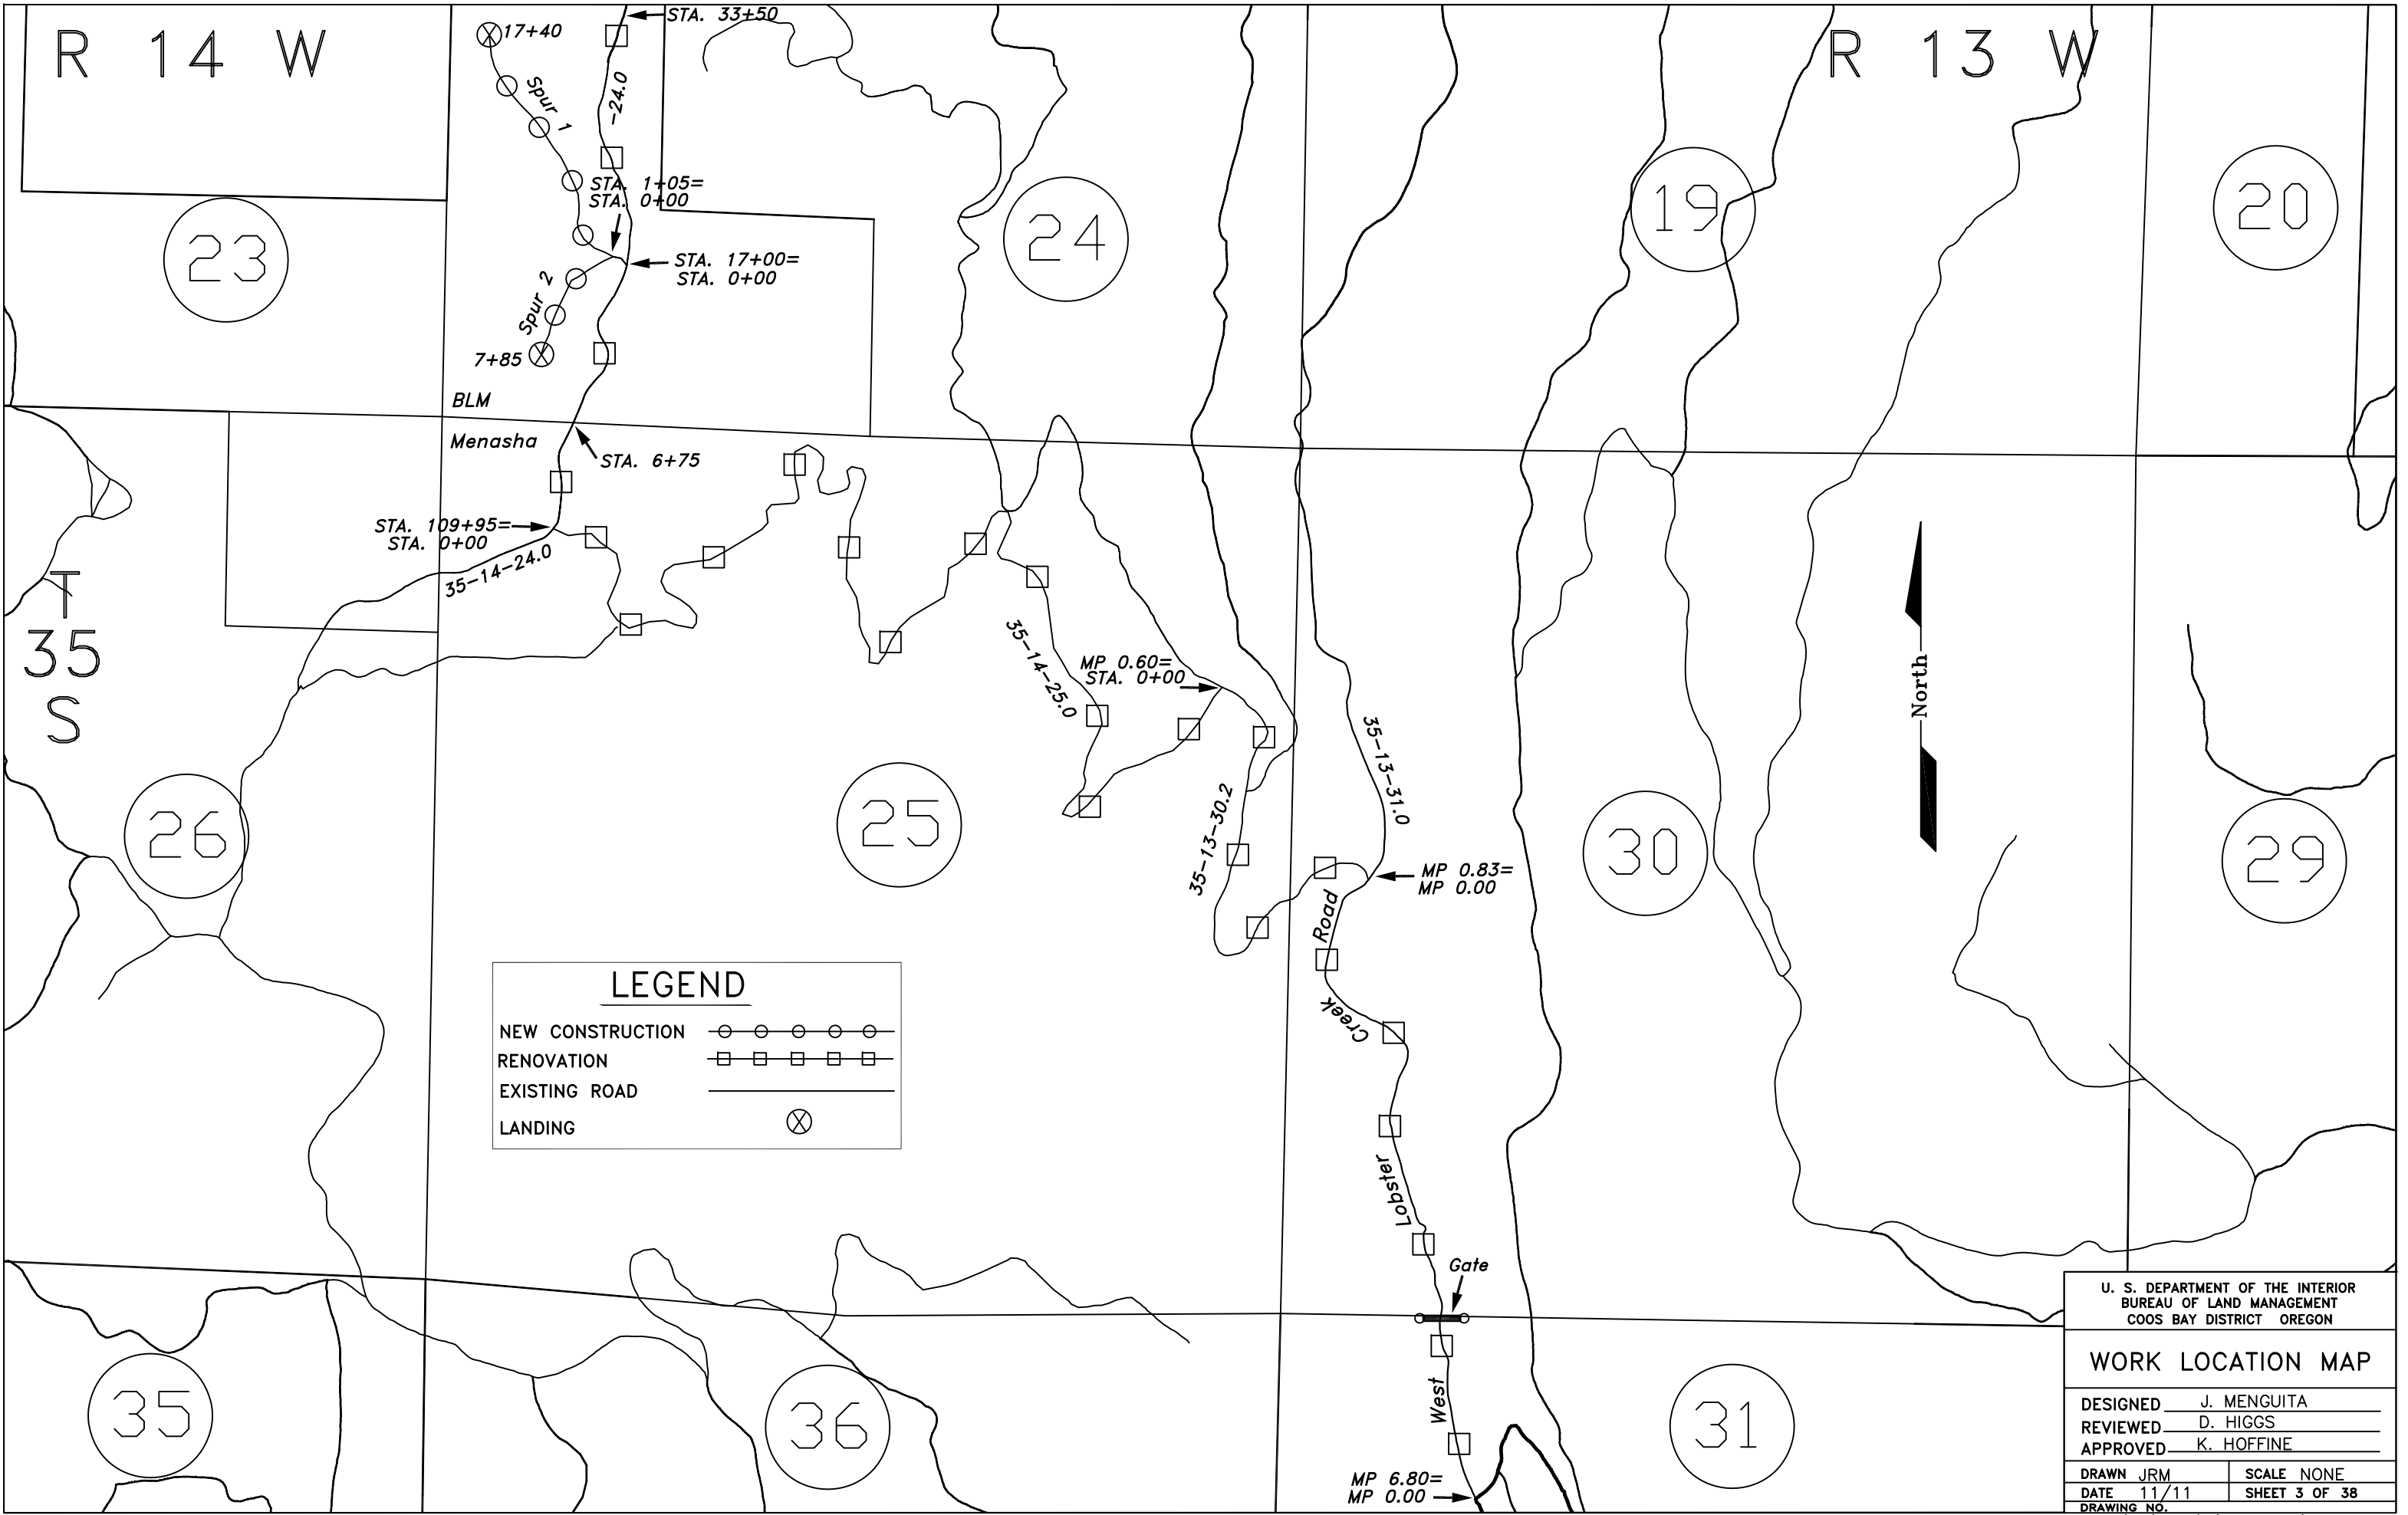 R 14 W
R 13 W
17+40
STA. 33+50
Spur 1
-24.0
STA. 1+05=
STA. 0+00
STA. 17+00=
STA. 0+00
Spur 2
7+85
23
24
19
20
BLM
Menasha
STA. 6+75
STA. 109+95=
STA. 0+00
35-14-24.0
T
35
S
35-14-25.0
MP 0.60=
STA. 0+00
35-13-31.0
35-13-30.2
North
26
25
30
29
MP 0.83=
MP 0.00
West Lobster Creek Road
LEGEND
NEW CONSTRUCTION
RENOVATION
EXISTING ROAD
LANDING
Gate
35
36
31
MP 6.80=
MP 0.00
U. S. DEPARTMENT OF THE INTERIOR
BUREAU OF LAND MANAGEMENT
COOS BAY DISTRICT OREGON
WORK LOCATION MAP
DESIGNED J. MENGUITA
REVIEWED D. HIGGS
APPROVED K. HOFFINE
DRAWN JRM SCALE NONE
DATE 11/11 SHEET 3 OF 38
DRAWING NO.